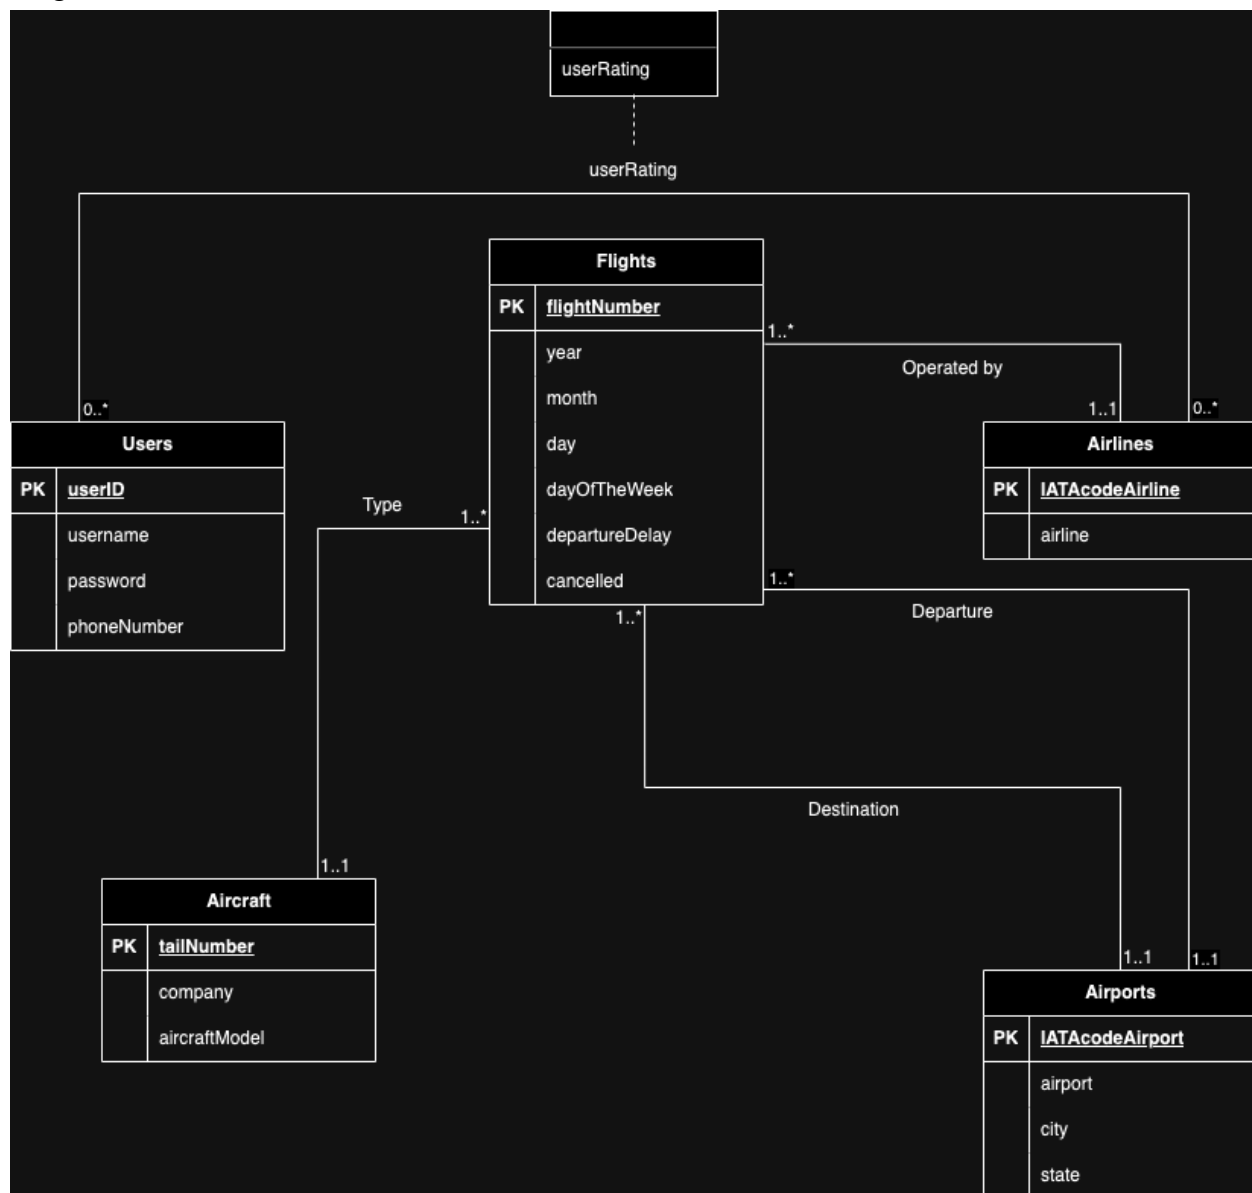 userRating
userRating
Flights
PK flightNumber
year
month
day
dayOfTheWeek
departureDelay
cancelled
1..*
Operated by
1..1
0..*
Airlines
PK IATAcodeAirline
airline
0..*
Users
PK userID
username
password
phoneNumber
Type
1..*
1..*
Departure
1..*
Destination
1..1
Aircraft
PK tailNumber
company
aircraftModel
1..1
1..1
Airports
PK IATAcodeAirport
airport
city
state